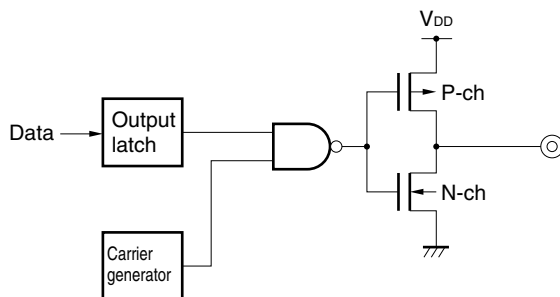 VDD
P-ch
Data
Output
latch
N-ch
Carrier
generator